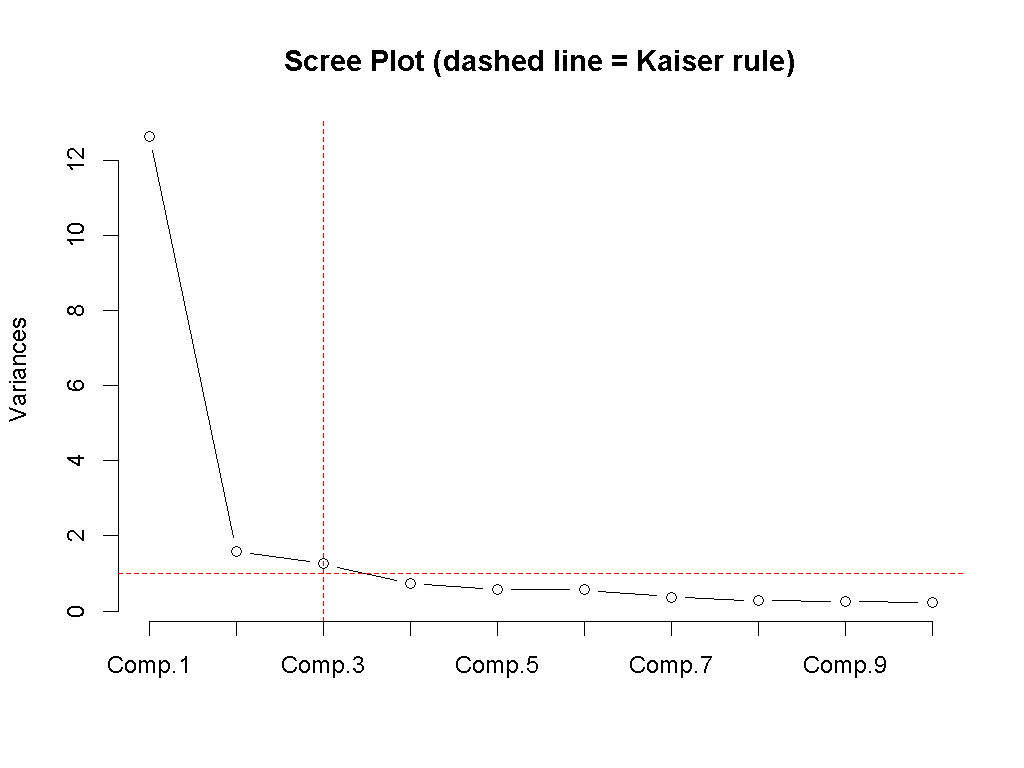 Scree Plot (dashed line = Kaiser rule)
Variances
12
10
8
6
4
2
0
Comp.1 Comp.3 Comp.5 Comp.7 Comp.9